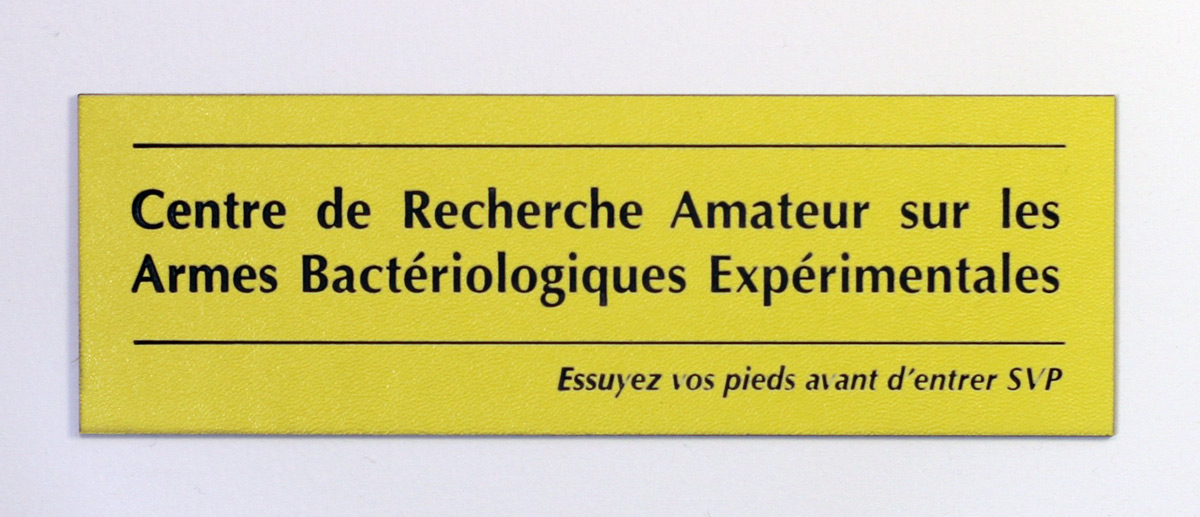 Centre de Recherche Amateur sur les
Armes Bactériologiques Expérimentales
Essuyez vos pieds avant d’entrer SVP